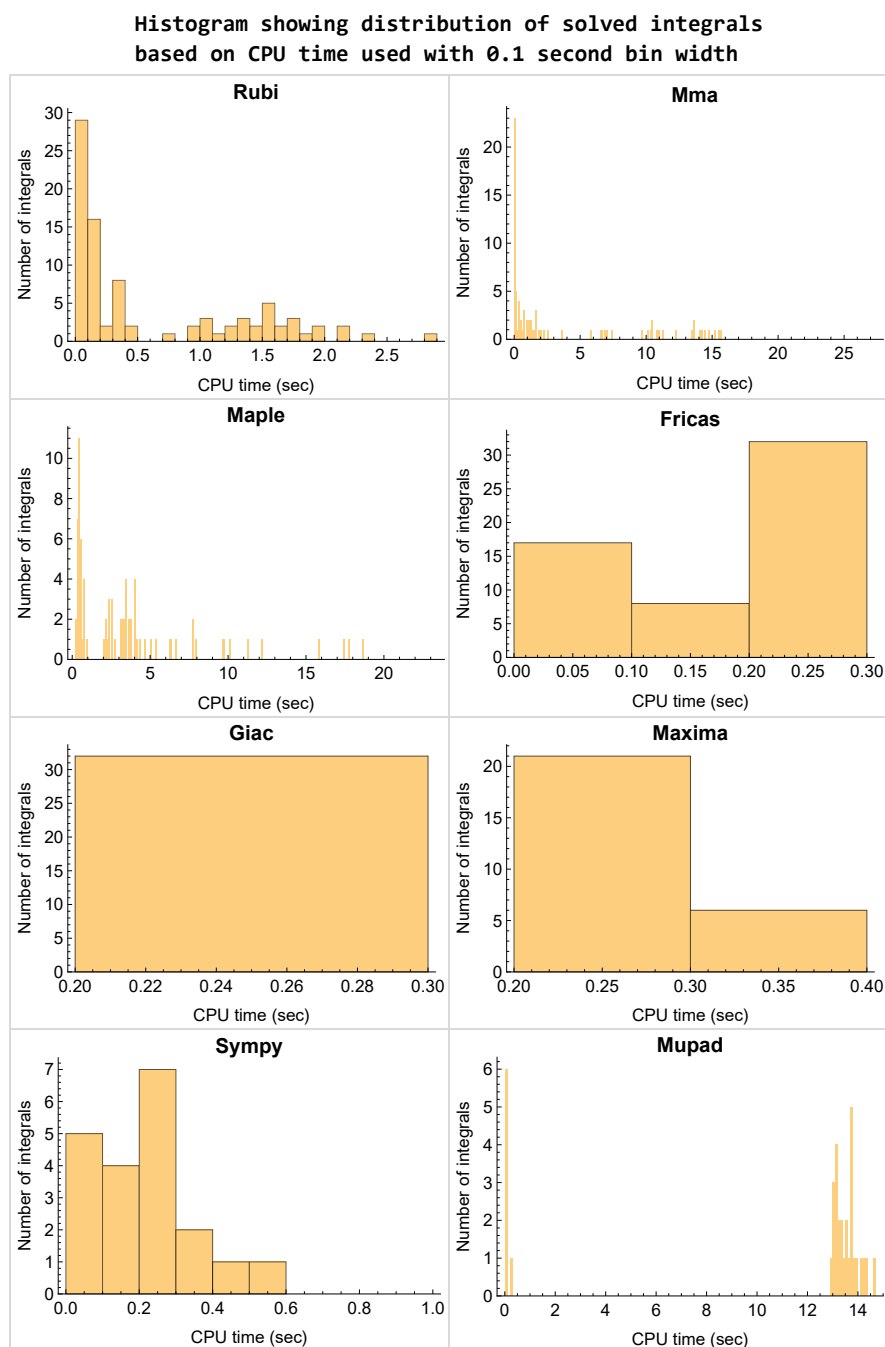 Histogram showing distribution of solved integrals
based on CPU time used with 0.1 second bin width
Rubi
Number of integrals
30
25
20
15
10
5
0
0.0 0.5 1.0 1.5 2.0 2.5
CPU time (sec)
Mma
Number of integrals
20
15
10
5
0
0 5 10 15 20 25
CPU time (sec)
Maple
Number of integrals
10
8
6
4
2
0
0 5 10 15 20
CPU time (sec)
Fricas
Number of integrals
30
25
20
15
10
5
0
0.00 0.05 0.10 0.15 0.20 0.25 0.30
CPU time (sec)
Giac
Number of integrals
30
25
20
15
10
5
0
0.20 0.22 0.24 0.26 0.28 0.30
CPU time (sec)
Maxima
Number of integrals
20
15
10
5
0
0.20 0.25 0.30 0.35 0.40
CPU time (sec)
Sympy
Number of integrals
7
6
5
4
3
2
1
0
0.0 0.2 0.4 0.6 0.8 1.0
CPU time (sec)
Mupad
Number of integrals
6
5
4
3
2
1
0
0 2 4 6 8 10 12 14
CPU time (sec)